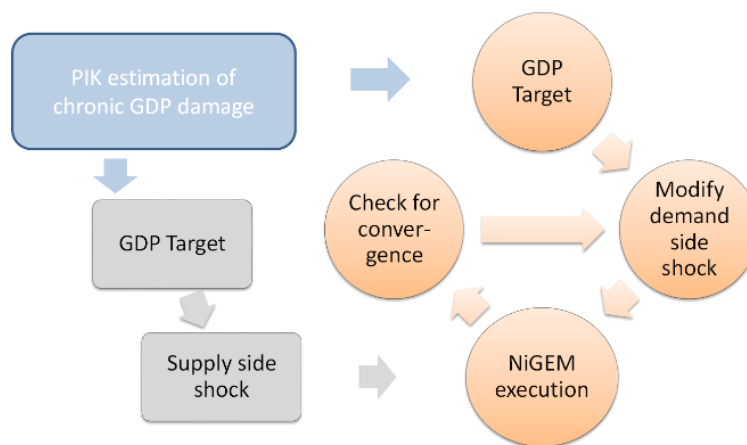 PIK estimation of
chronic GDP damage
GDP
Target
GDP Target
Check for
conver-
gence
Modify
demand
side
shock
Supply side
shock
NiGEM
execution